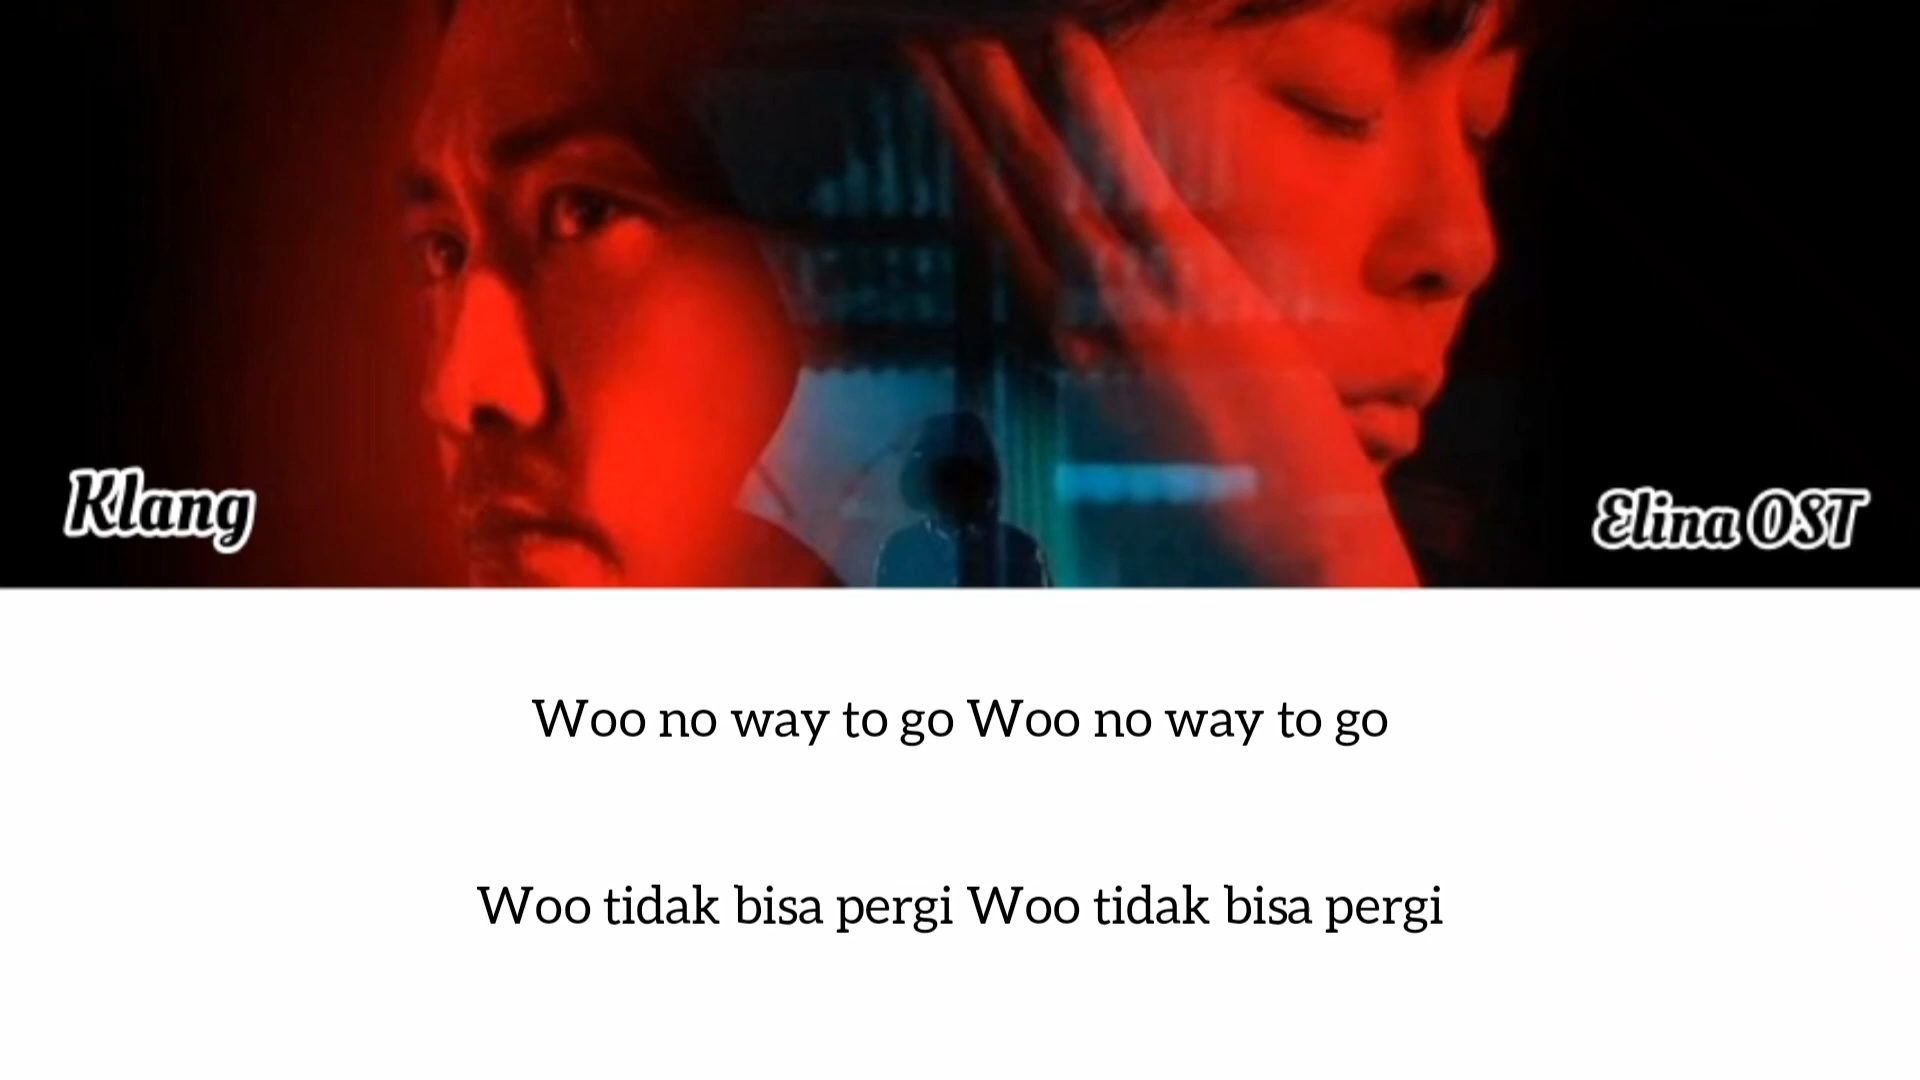 Klang
Elina OST
Woo no way to go Woo no way to go
Woo tidak bisa pergi Woo tidak bisa pergi